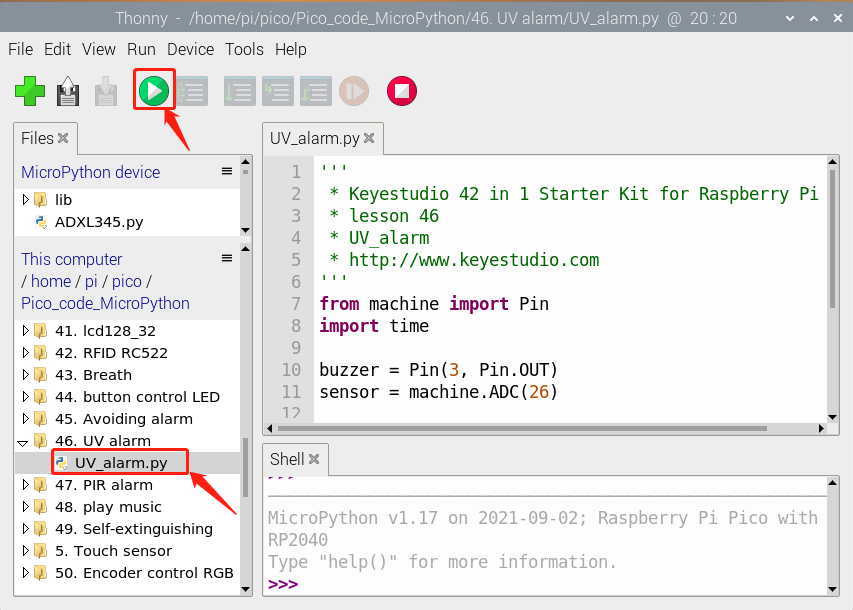 Thonny - /home/pi/pico/Pico_code_MicroPython/46. UV alarm/UV_alarm.py @ 20:20
File Edit View Run Device Tools Help
Files
MicroPython device
lib
ADXL345.py
This computer
/ home / pi / pico /
Pico_code_MicroPython
41. lcd128_32
42. RFID RC522
43. Breath
44. button control LED
45. Avoiding alarm
46. UV alarm
UV_alarm.py
47. PIR alarm
48. play music
49. Self-extinguishing
5. Touch sensor
50. Encoder control RGB
UV_alarm.py
1 '''
2 * Keyestudio 42 in 1 Starter Kit for Raspberry Pi
3 * lesson 46
4 * UV_alarm
5 * http://www.keyestudio.com
6 '''
7 from machine import Pin
8 import time
9
10 buzzer = Pin(3, Pin.OUT)
11 sensor = machine.ADC(26)
12
Shell
>>>
MicroPython v1.17 on 2021-09-02; Raspberry Pi Pico with
RP2040
Type "help()" for more information.
>>>